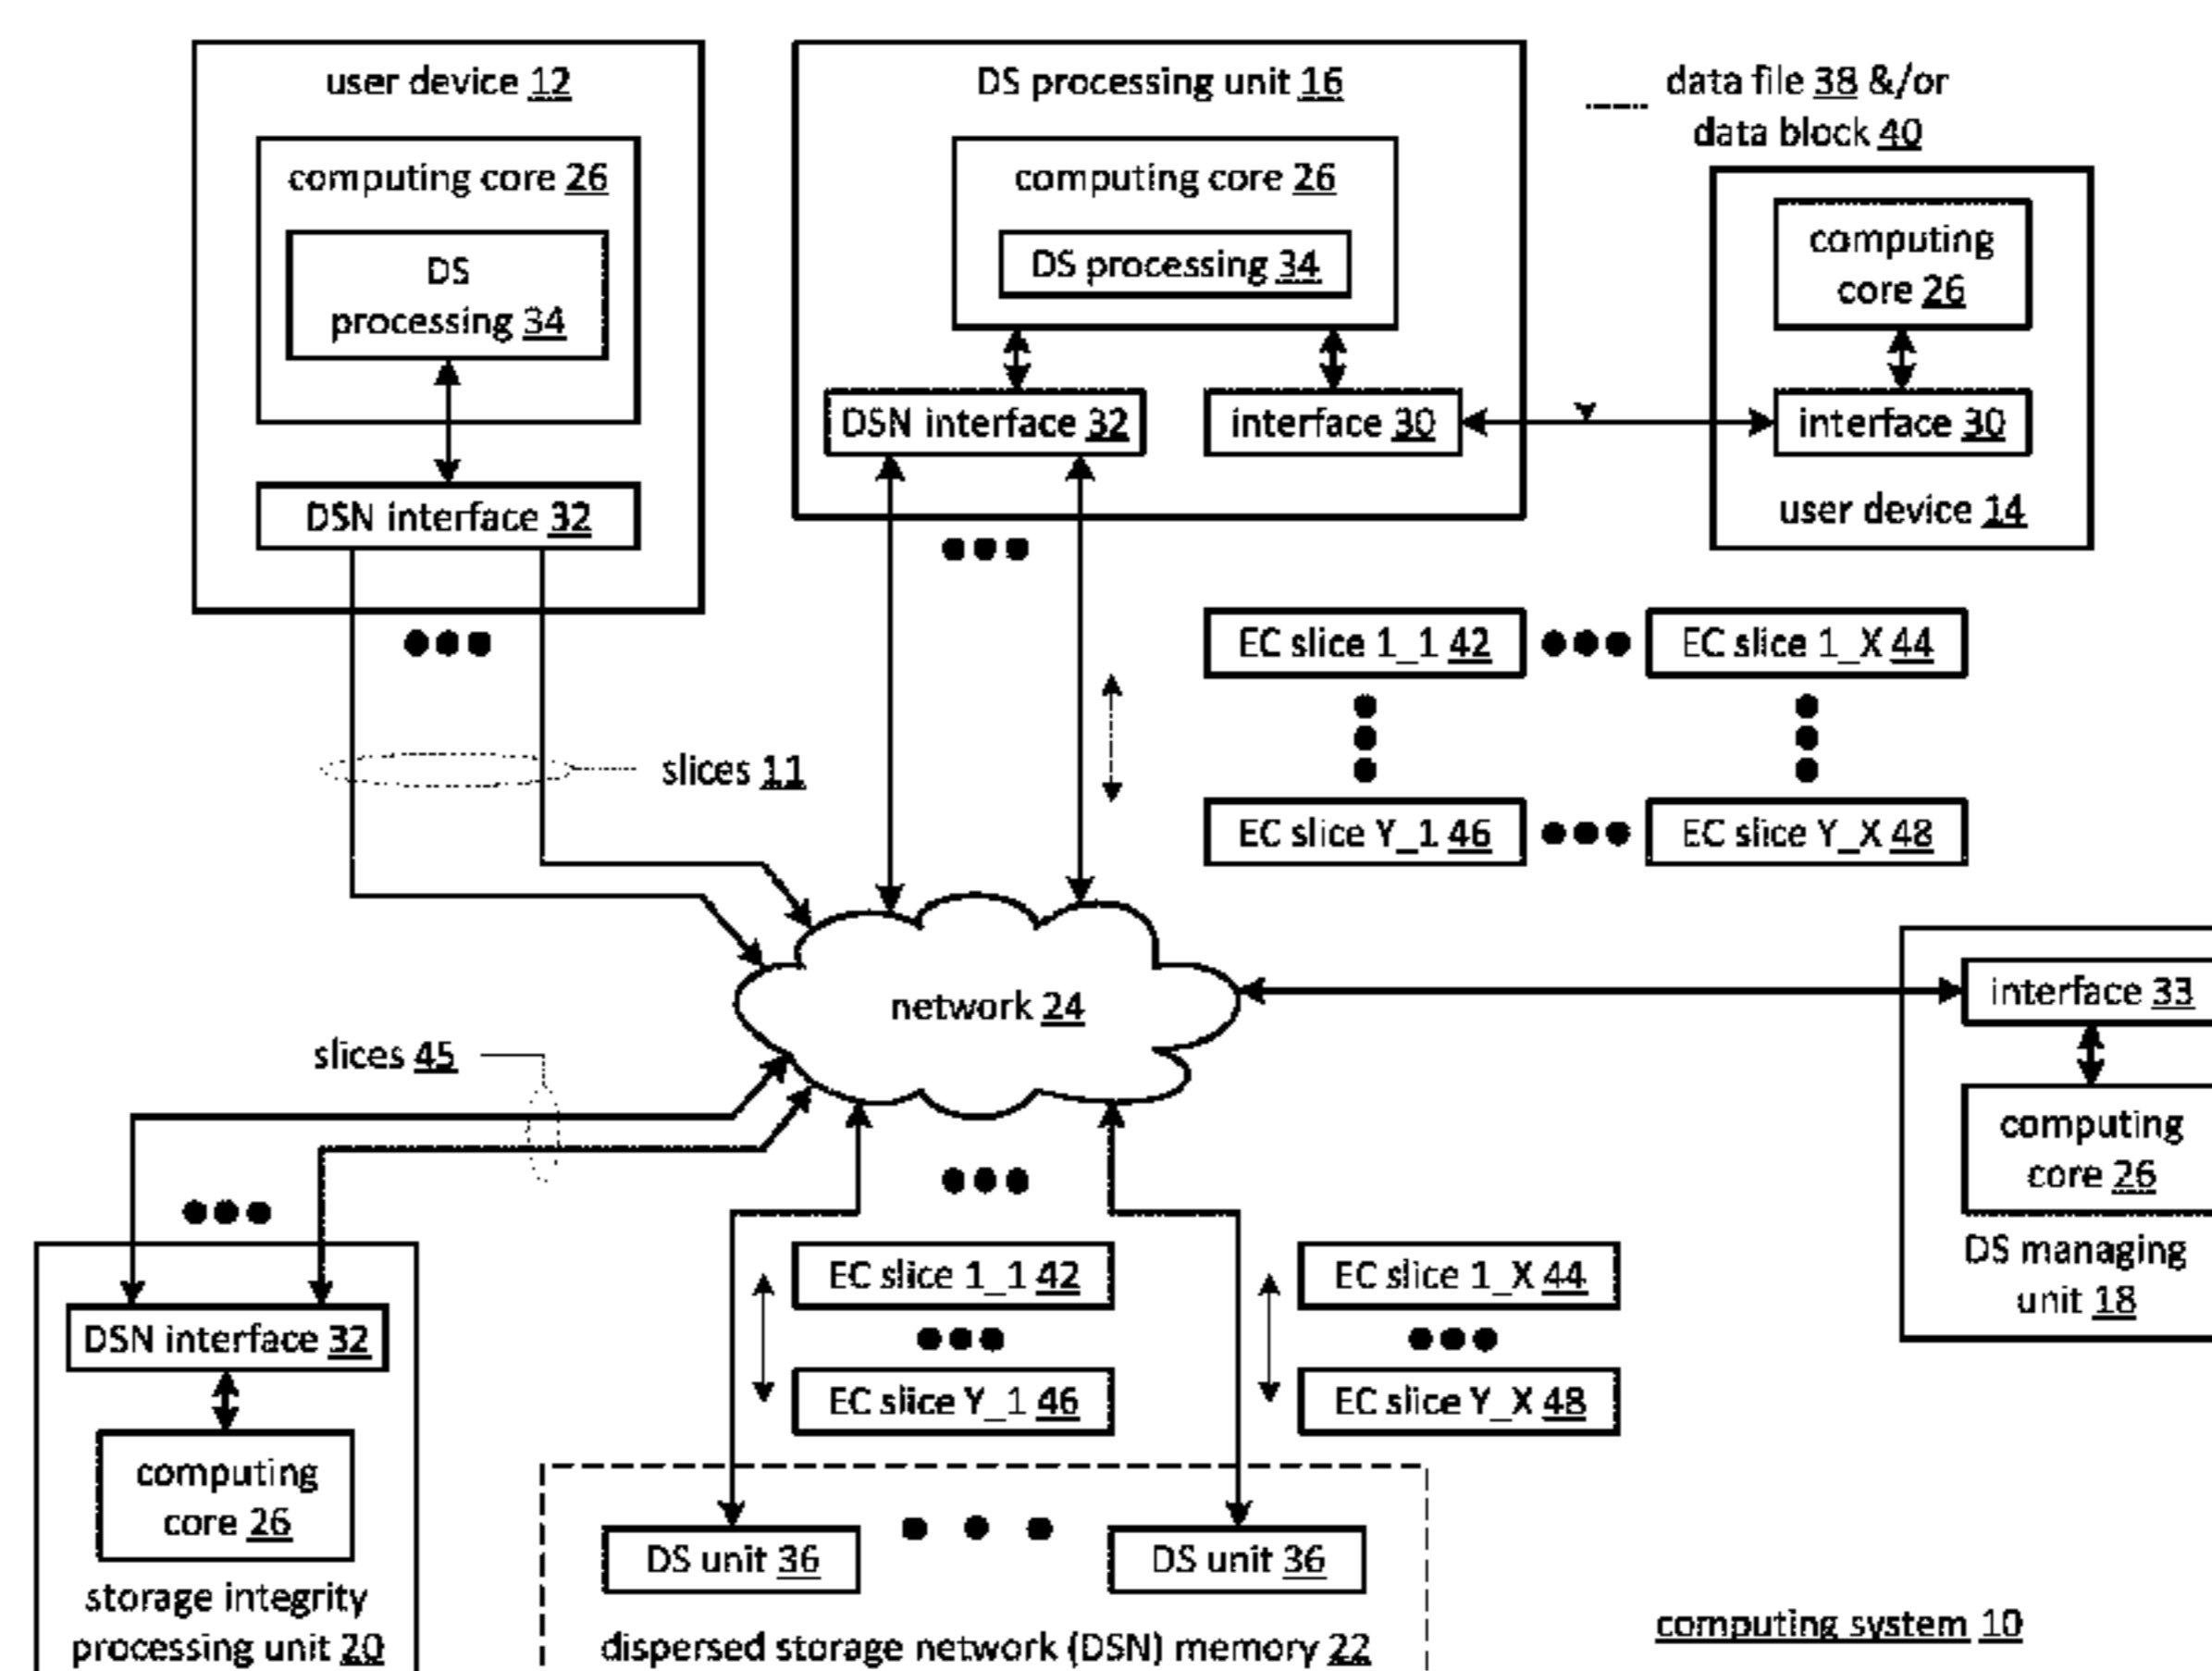 user device 12
computing core 26
DS
processing 34
DSN interface 32
DS processing unit 16
computing core 26
DS processing 34
DSN interface 32
interface 30
data file 38 &/or
data block 40
computing
core 26
interface 30
user device 14
slices 11
EC slice 1_1 42
EC slice 1_X 44
EC slice Y_1 46
EC slice Y_X 48
network 24
interface 33
computing
core 26
DS managing
unit 18
slices 45
DSN interface 32
computing
core 26
storage integrity
processing unit 20
EC slice 1_1 42
EC slice Y_1 46
EC slice 1_X 44
EC slice Y_X 48
DS unit 36
DS unit 36
dispersed storage network (DSN) memory 22
computing system 10